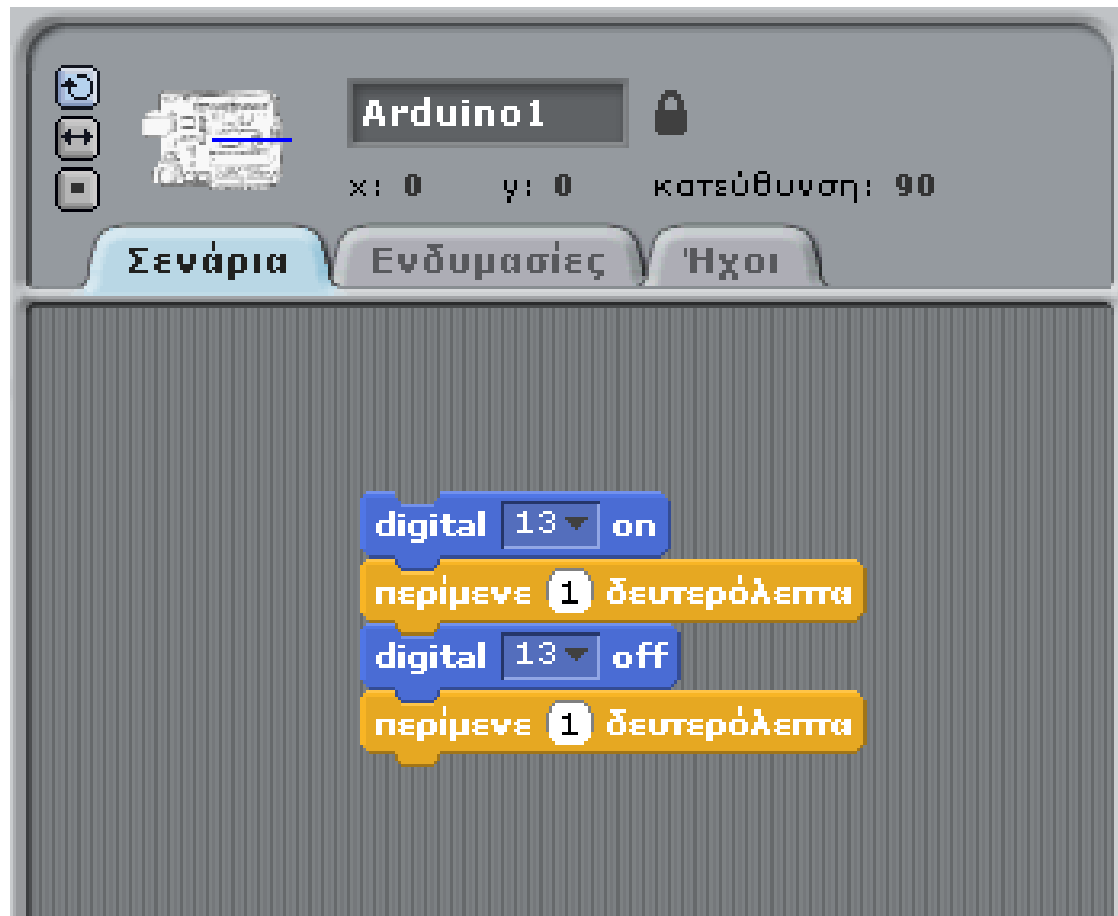 Arduino1
x: 0 y: 0 κατεύθυνση: 90
Σενάρια Ενδυμασίες Ήχοι
digital 13 on
περίμενε 1 δευτερόλεπτα
digital 13 off
περίμενε 1 δευτερόλεπτα